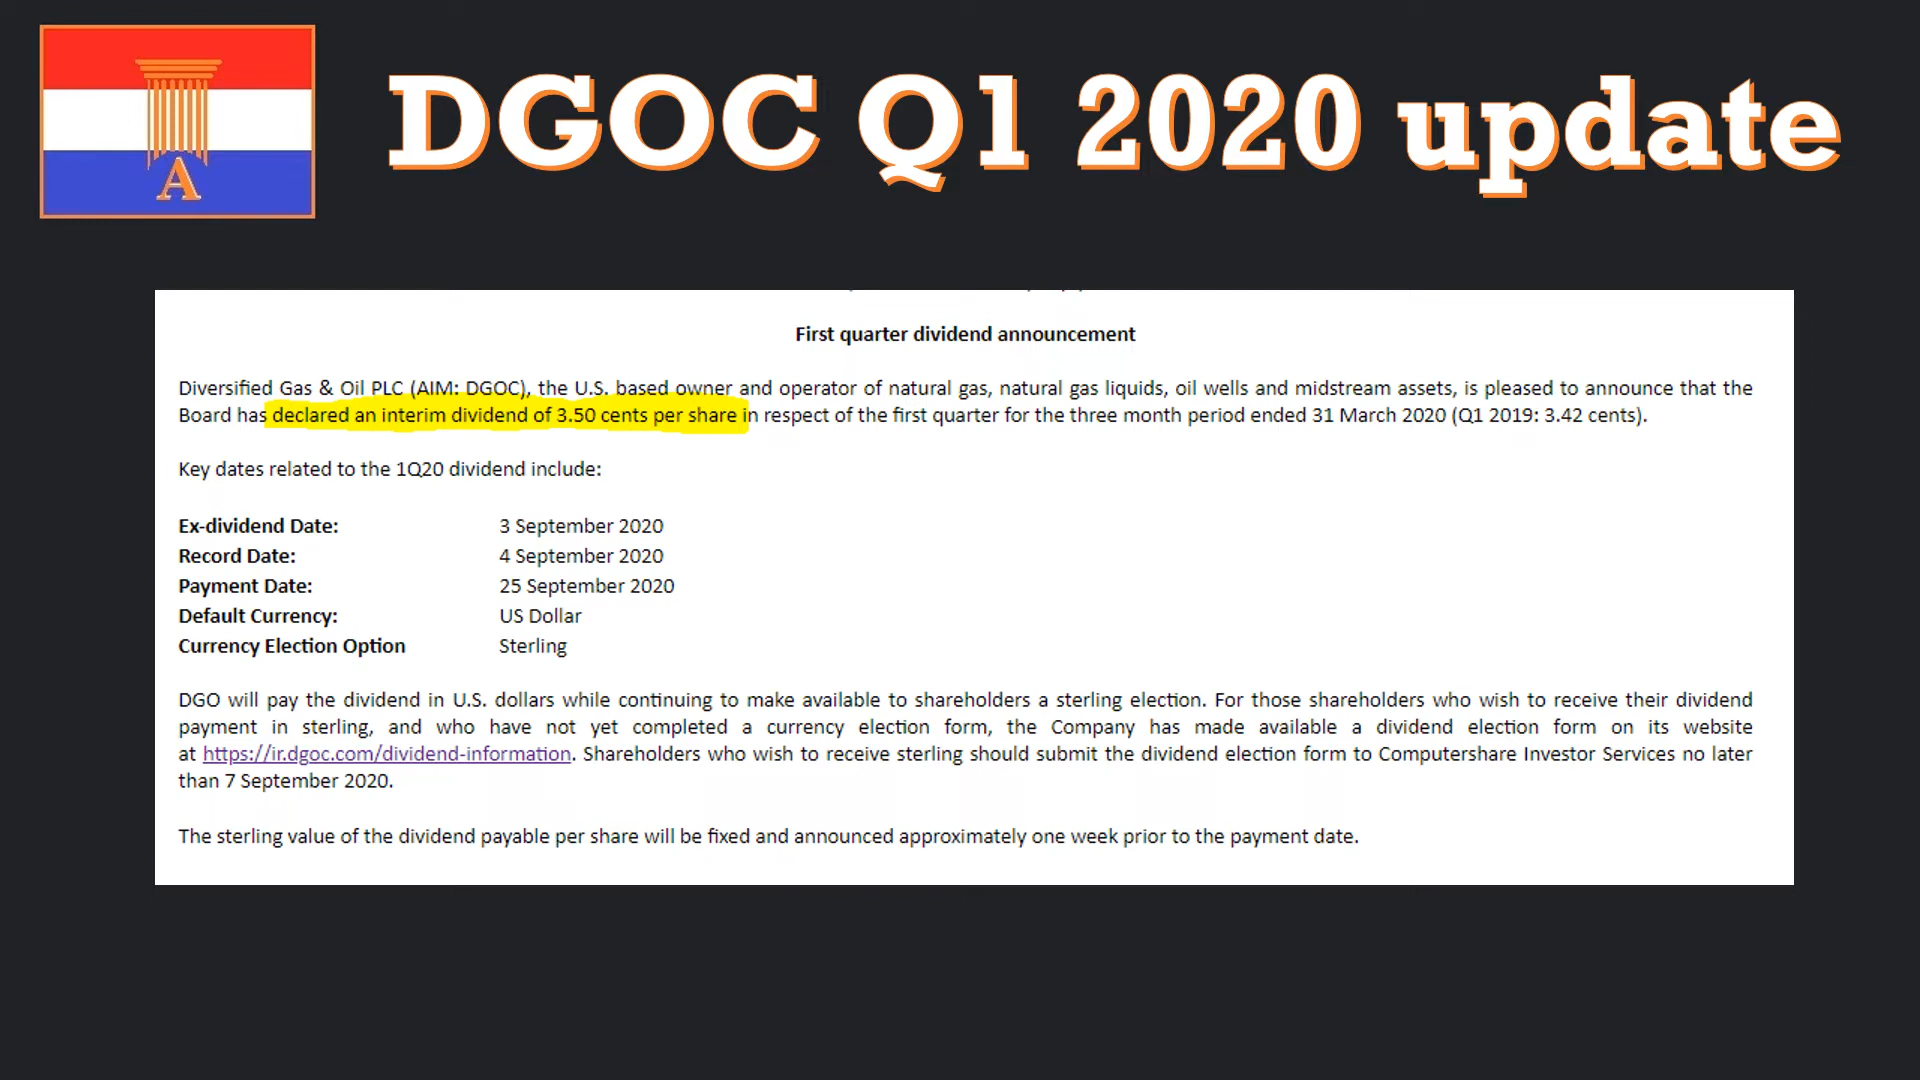 A
DGOC Q1 2020 update
First quarter dividend announcement
Diversified Gas & Oil PLC (AIM: DGOC), the U.S. based owner and operator of natural gas, natural gas liquids, oil wells and midstream assets, is pleased to announce that the
Board has declared an interim dividend of 3.50 cents per share in respect of the first quarter for the three month period ended 31 March 2020 (Q1 2019: 3.42 cents).
Key dates related to the 1Q20 dividend include:
Ex-dividend Date: 3 September 2020
Record Date: 4 September 2020
Payment Date: 25 September 2020
Default Currency: US Dollar
Currency Election Option Sterling
DGO will pay the dividend in U.S. dollars while continuing to make available to shareholders a sterling election. For those shareholders who wish to receive their dividend
payment in sterling, and who have not yet completed a currency election form, the Company has made available a dividend election form on its website
at https://ir.dgoc.com/dividend-information. Shareholders who wish to receive sterling should submit the dividend election form to Computershare Investor Services no later
than 7 September 2020.
The sterling value of the dividend payable per share will be fixed and announced approximately one week prior to the payment date.